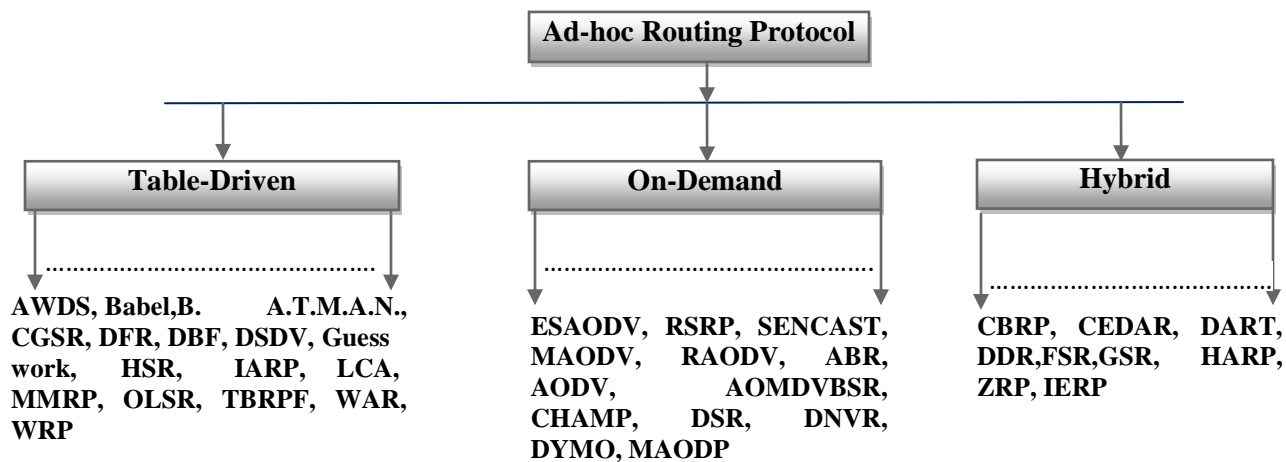 Ad-hoc Routing Protocol
Table-Driven
On-Demand
Hybrid
................................................
AWDS, Babel,B. A.T.M.A.N.,
CGSR, DFR, DBF, DSDV, Guess
work, HSR, IARP, LCA,
MMRP, OLSR, TBRPF, WAR,
WRP
................................................
ESAODV, RSRP, SENCAST,
MAODV, RAODV, ABR,
AODV, AOMDVBSR,
CHAMP, DSR, DNVR,
DYMO, MAODP
.....................................
CBRP, CEDAR, DART,
DDR,FSR,GSR, HARP,
ZRP, IERP